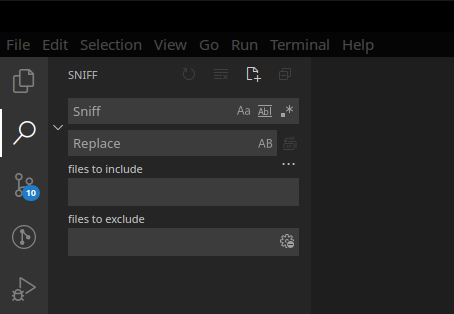 File Edit Selection View Go Run Terminal Help
SNIFF
Sniff Aa Abl .*
Replace AB
files to include
...
10
files to exclude